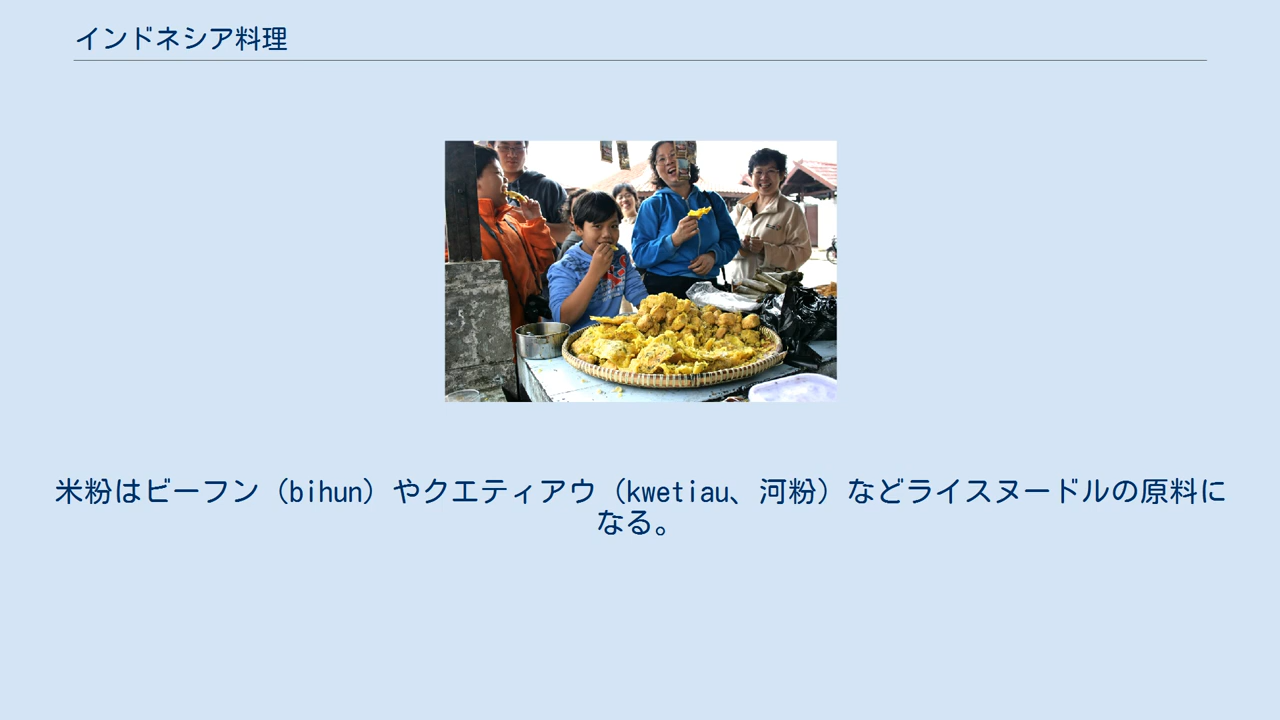 インドネシア料理
米粉はビーフン（bihun）やクエティアウ（kwetiau、河粉）などライスヌードルの原料に
なる。